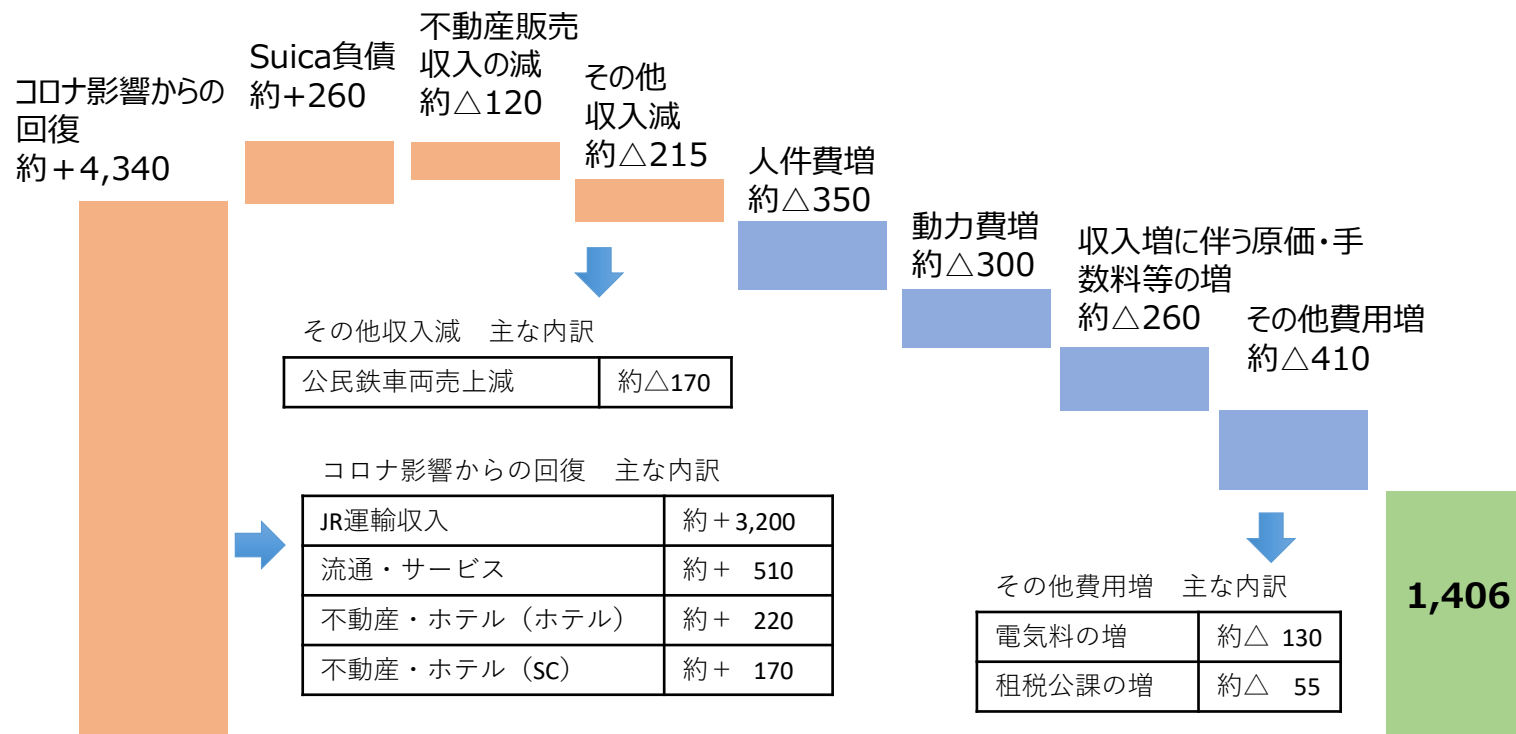 コロナ影響からの
回復
約＋4,340
Suica負債
約+260
不動産販売
収入の減
約△120
その他
収入減
約△215
人件費増
約△350
動力費増
約△300
収入増に伴う原価・手
数料等の増
約△260
その他費用増
約△410
その他収入減　主な内訳
公民鉄車両売上減 約△170
コロナ影響からの回復　主な内訳
JR運輸収入 約＋3,200
流通・サービス 約＋ 510
不動産・ホテル（ホテル） 約＋ 220
不動産・ホテル（SC） 約＋ 170
その他費用増　主な内訳
電気料の増 約△ 130
租税公課の増 約△ 55
1,406